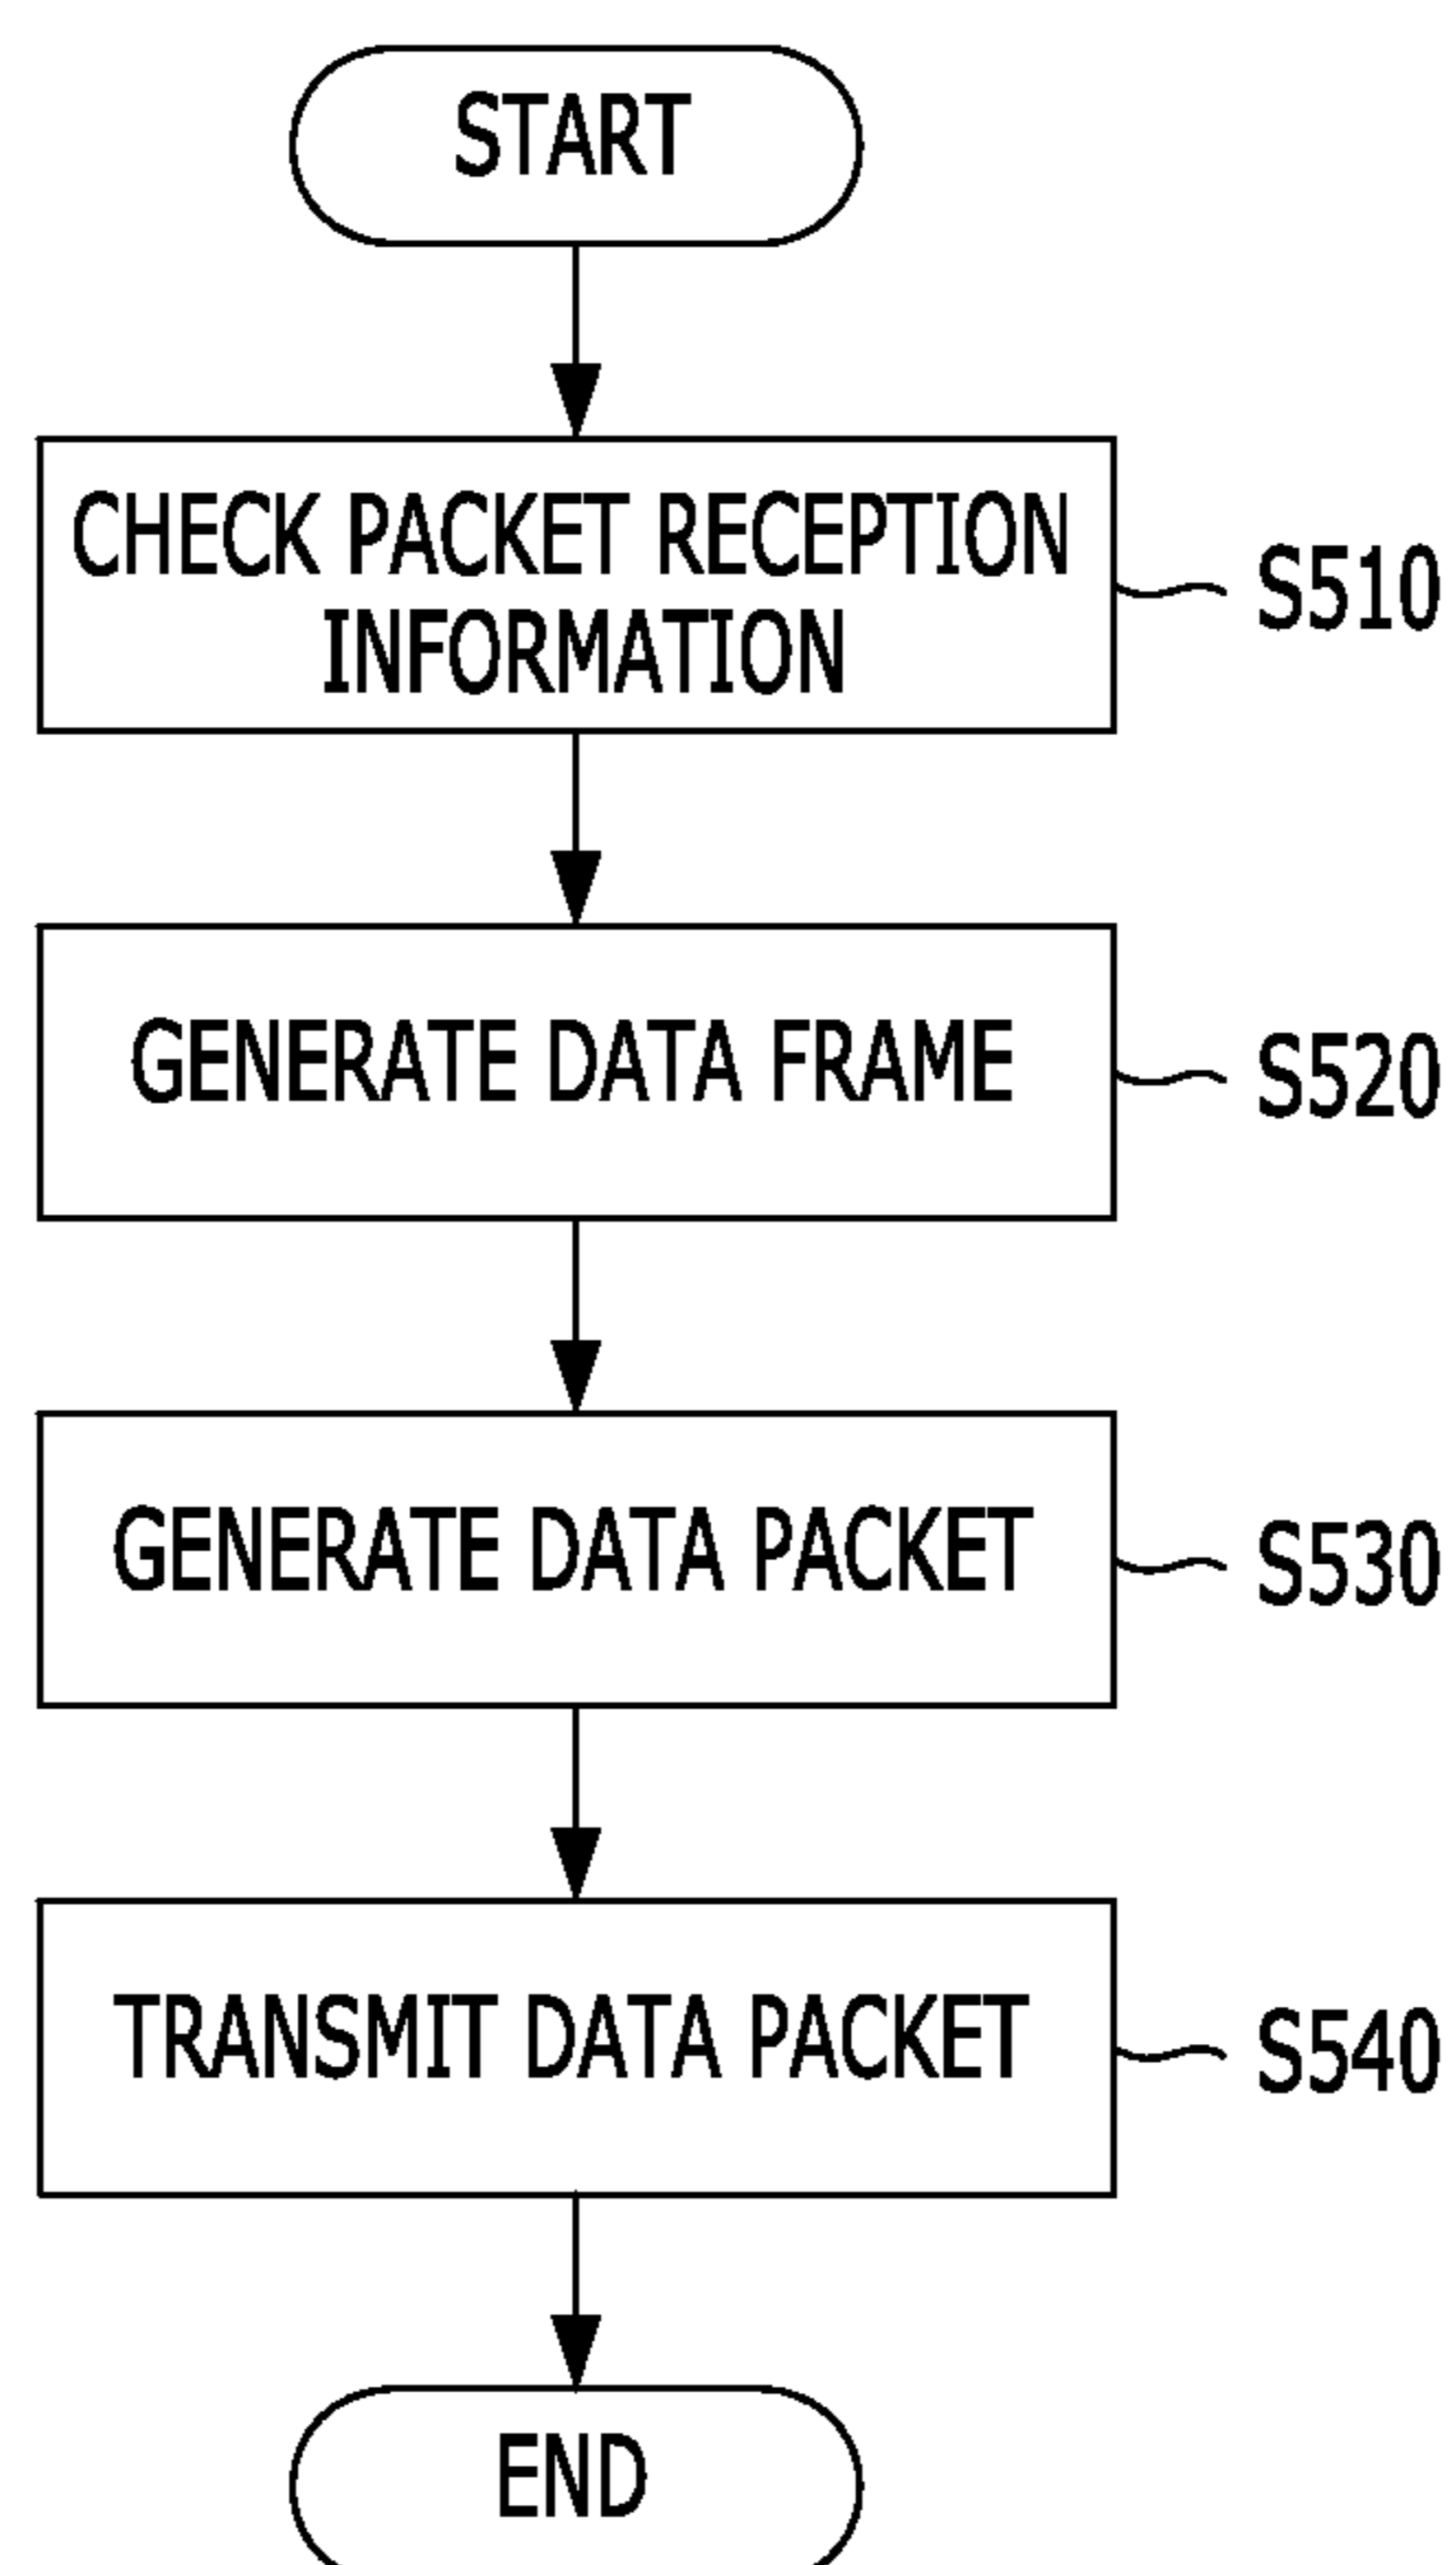 START
CHECK PACKET RECEPTION
INFORMATION
S510
GENERATE DATA FRAME
S520
GENERATE DATA PACKET
S530
TRANSMIT DATA PACKET
S540
END